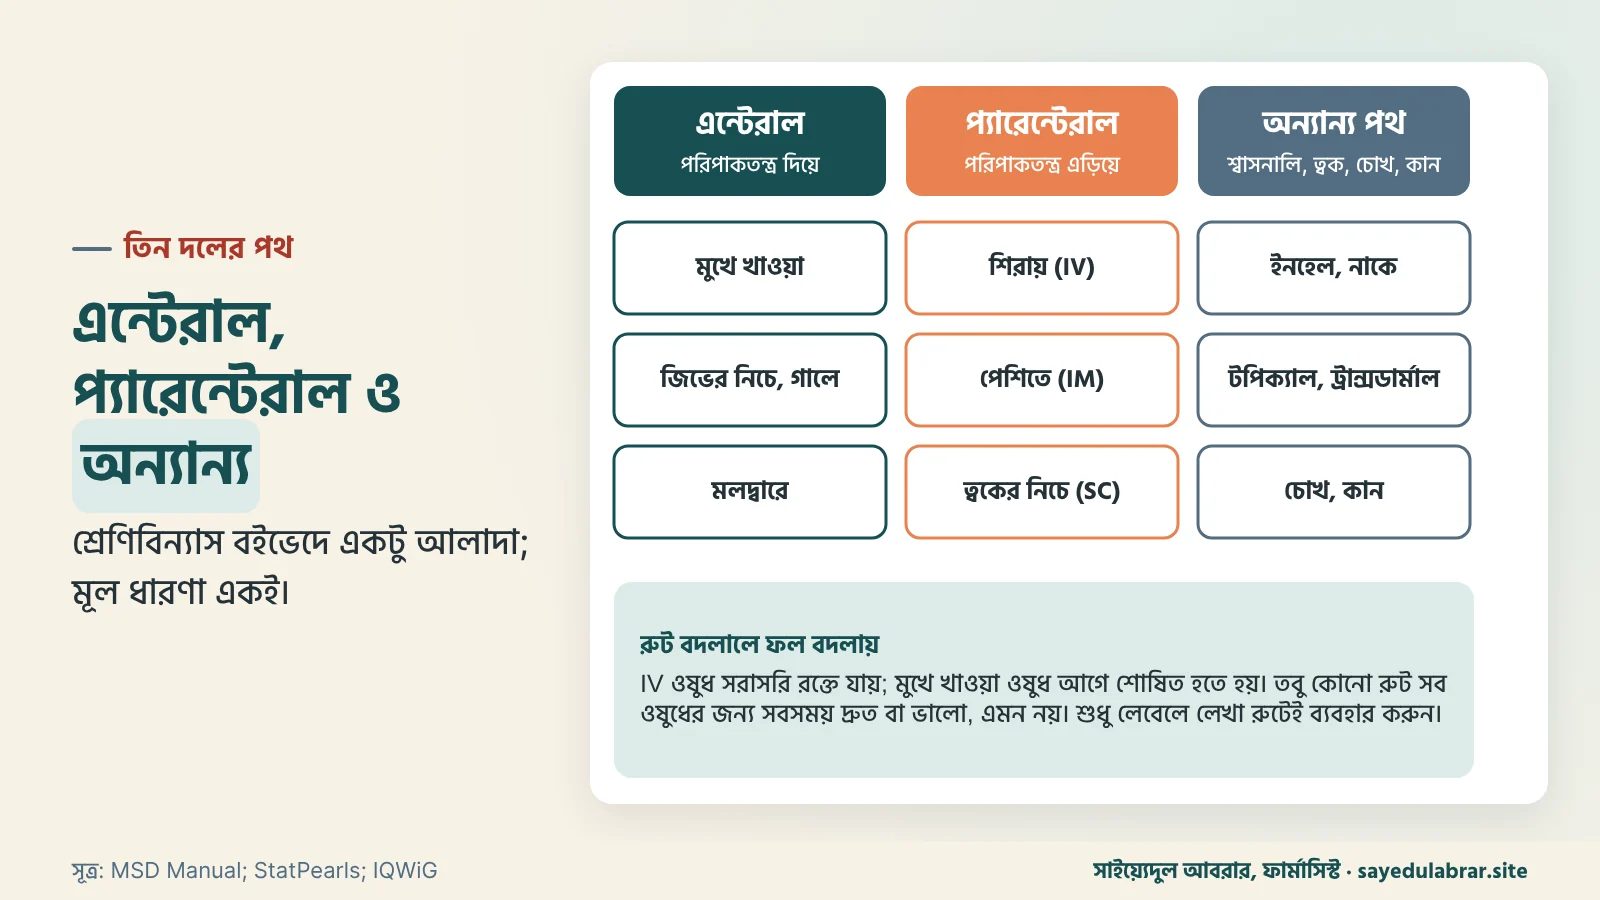 তিন দলের পথ
এন্টেরাল,
প্যারেন্টেরাল ও
অন্যান্য
শ্রেণিবিন্যাস বইভেদে একটু আলাদা;
মূল ধারণা একই।
এন্টেরাল
পরিপাকতন্ত্র দিয়ে
প্যারেন্টেরাল
পরিপাকতন্ত্র এড়িয়ে
অন্যান্য পথ
শ্বাসনালি, ত্বক, চোখ, কান
মুখে খাওয়া
শিরায় (IV)
ইনহেল, নাকে
জিভের নিচে, গালে
পেশিতে (IM)
টপিক্যাল, ট্রান্সডার্মাল
মলদ্বারে
ত্বকের নিচে (SC)
চোখ, কান
রুট বদলালে ফল বদলায়
IV ওষুধ সরাসরি রক্তে যায়; মুখে খাওয়া ওষুধ আগে শোষিত হতে হয়। তবু কোনো রুট সব
ওষুধের জন্য সবসময় দ্রুত বা ভালো, এমন নয়। শুধু লেবেলে লেখা রুটেই ব্যবহার করুন।
সূত্র: MSD Manual; StatPearls; IQWiG
সাইয়্যেদুল আবরার, ফার্মাসিস্ট · sayedulabrar.site